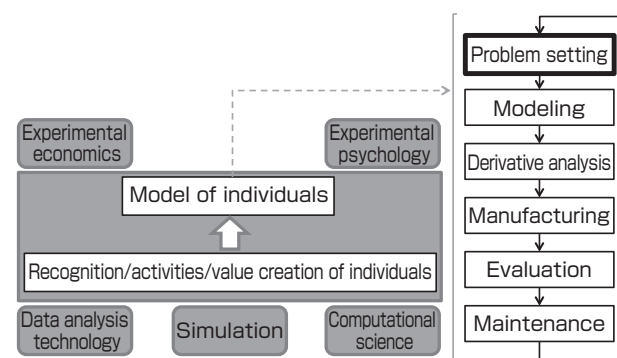 Experimental
economics
Experimental
psychology
Model of individuals
Recognition/activities/value creation of individuals
Data analysis
technology
Simulation
Computational
science
Problem setting
Modeling
Derivative analysis
Manufacturing
Evaluation
Maintenance